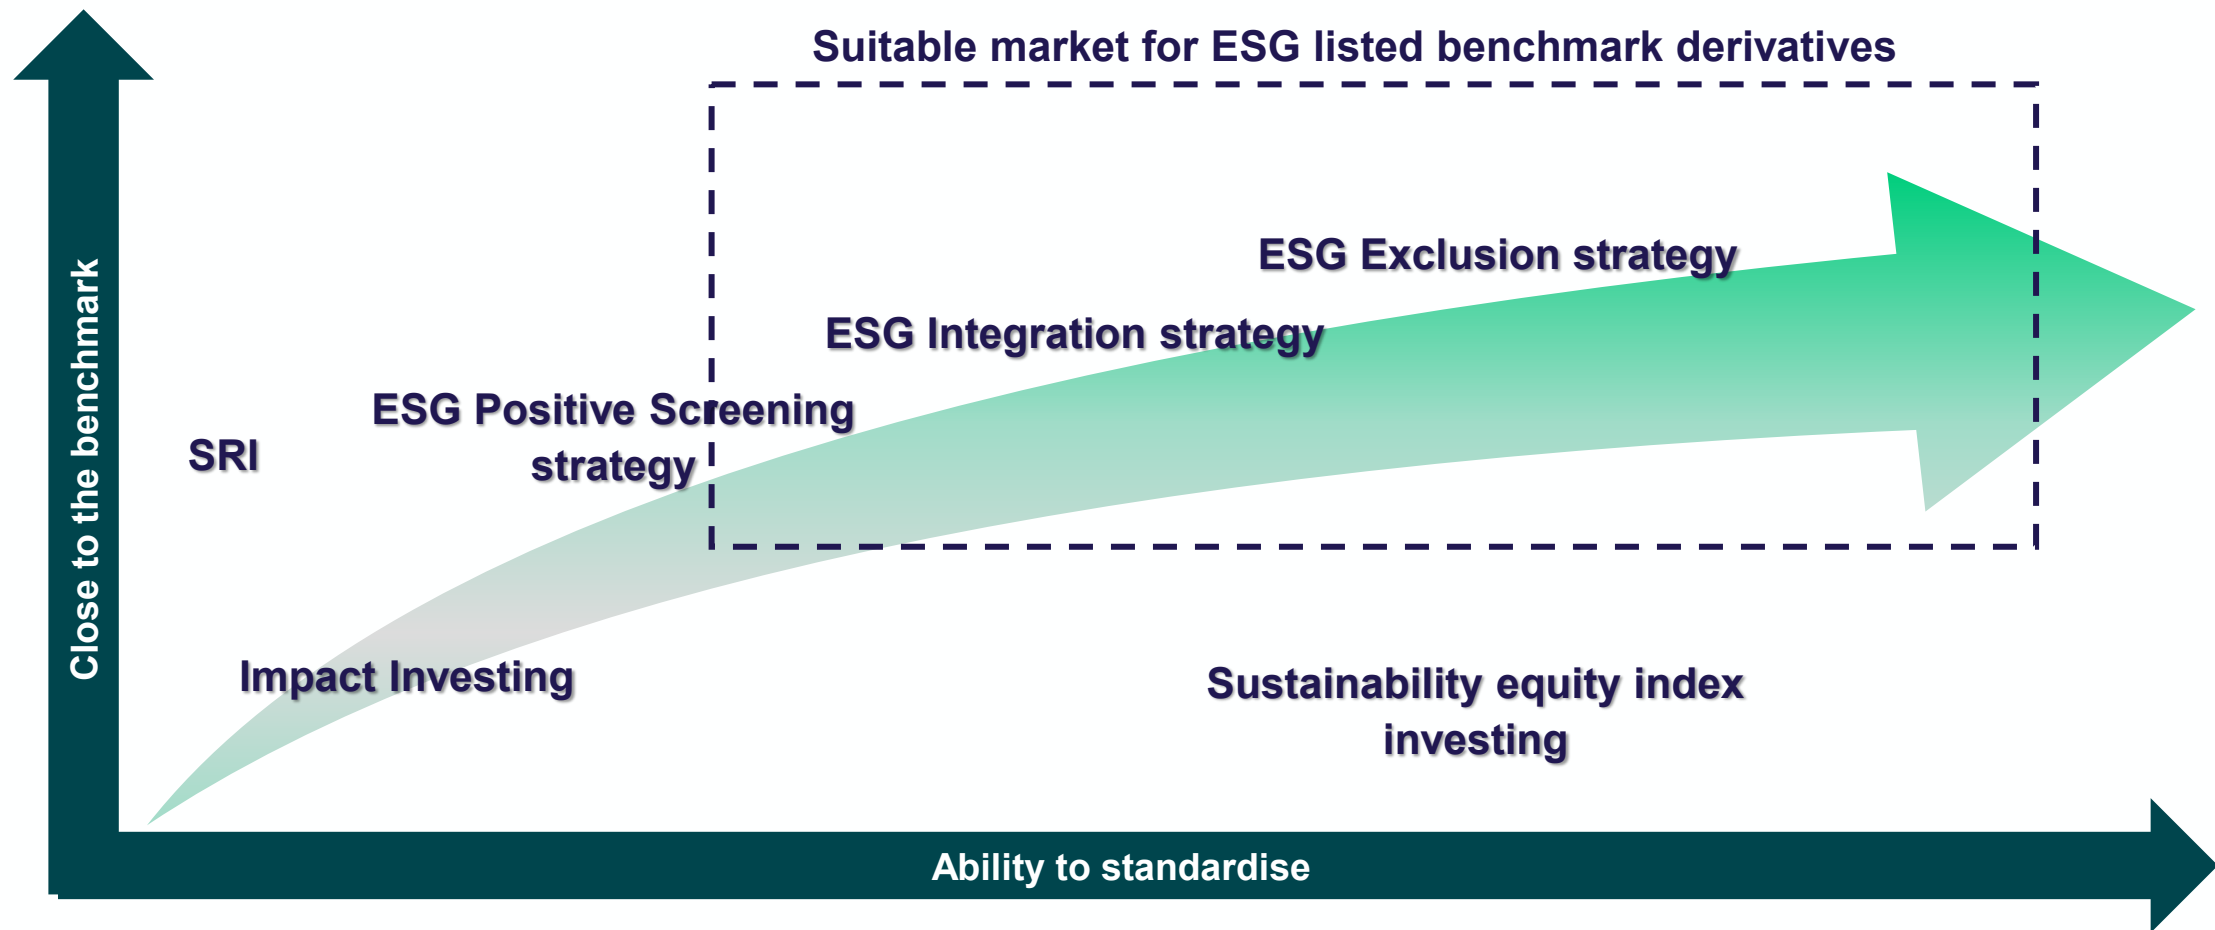 Suitable market for ESG listed benchmark derivatives
ESG Exclusion strategy
ESG Integration strategy
ESG Positive Screening
strategy
SRI
Close to the benchmark
Impact Investing
Sustainability equity index
investing
Ability to standardise